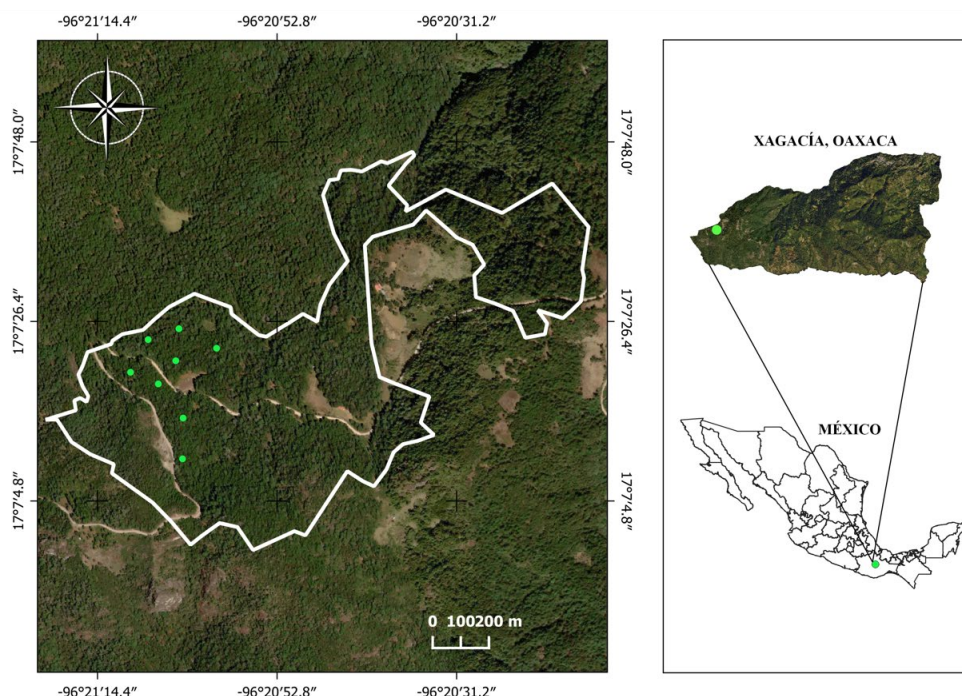 -96°21′14.4″ -96°20′52.8″ -96°20′31.2″
17°7′48.0″ 17°7′48.0″
XAGACÍA, OAXACA
17°7′26.4″ 17°7′26.4″
MÉXICO
17°7′4.8″ 17°7′4.8″
0 100200 m
-96°21′14.4″ -96°20′52.8″ -96°20′31.2″